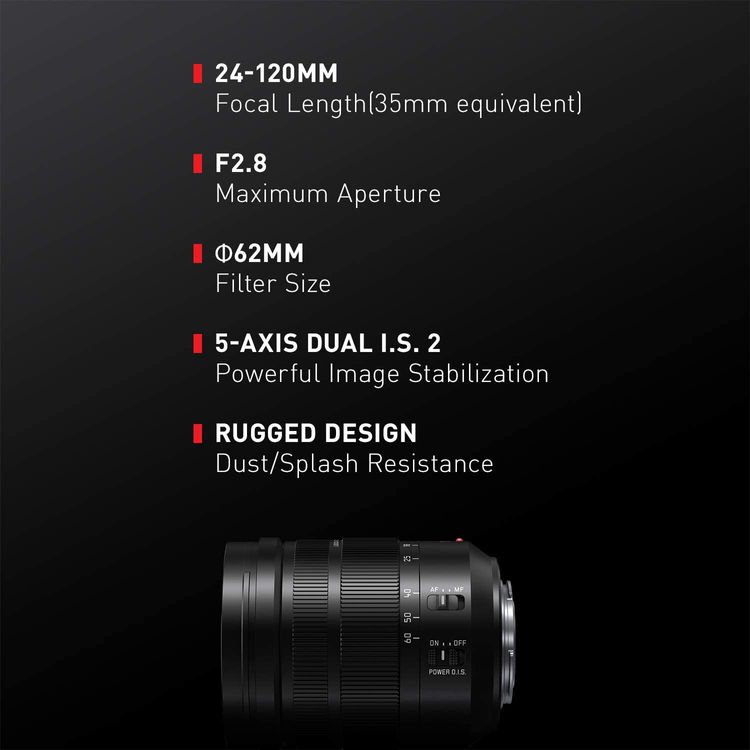 24-120MM
Focal Length(35mm equivalent)
F2.8
Maximum Aperture
Φ62MM
Filter Size
5-AXIS DUAL I.S. 2
Powerful Image Stabilization
RUGGED DESIGN
Dust/Splash Resistance
25
40
50
60
AF MF
ON OFF
POWER O.I.S.